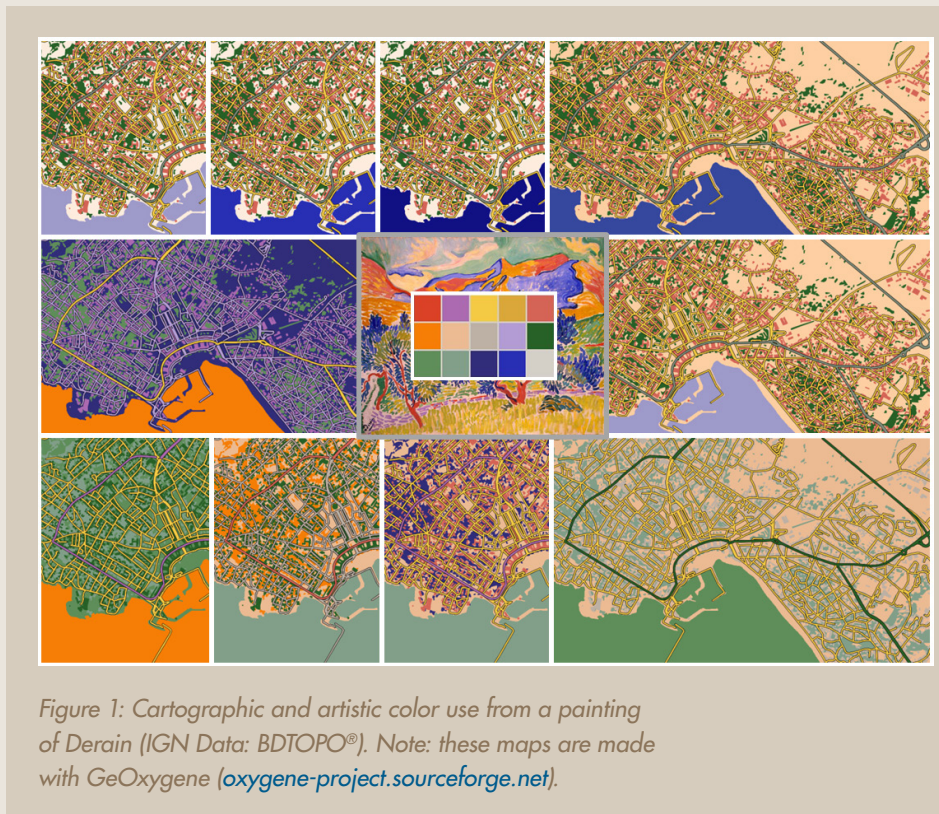 Figure 1: Cartographic and artistic color use from a painting
of Derain (IGN Data: BDTOPO®). Note: these maps are made
with GeOxygene (oxygene-project.sourceforge.net).